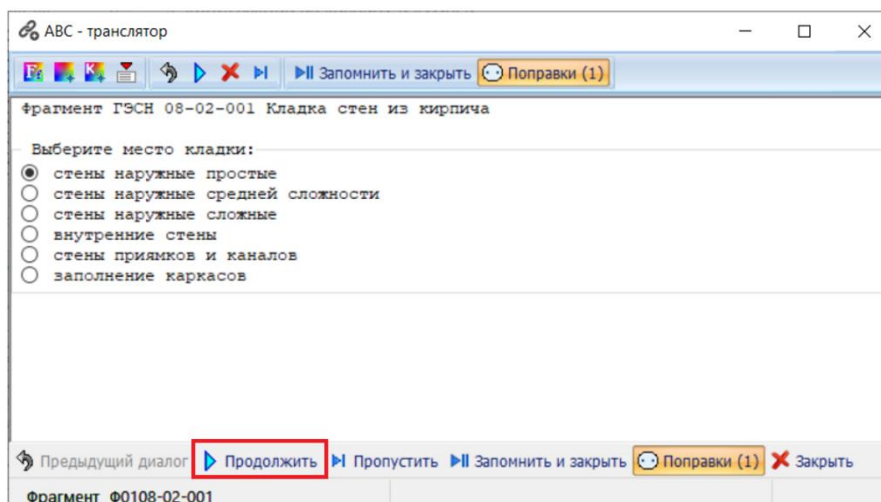 АВС - транслятор
Запомнить и закрыть Поправки (1)
Фрагмент ГЭСН 08-02-001 Кладка стен из кирпича
Выберите место кладки:
стены наружные простые
стены наружные средней сложности
стены наружные сложные
внутренние стены
стены приямков и каналов
заполнение каркасов
Предыдущий диалог Продолжить Пропустить Запомнить и закрыть Поправки (1) Закрыть
Фрагмент Ф0108-02-001